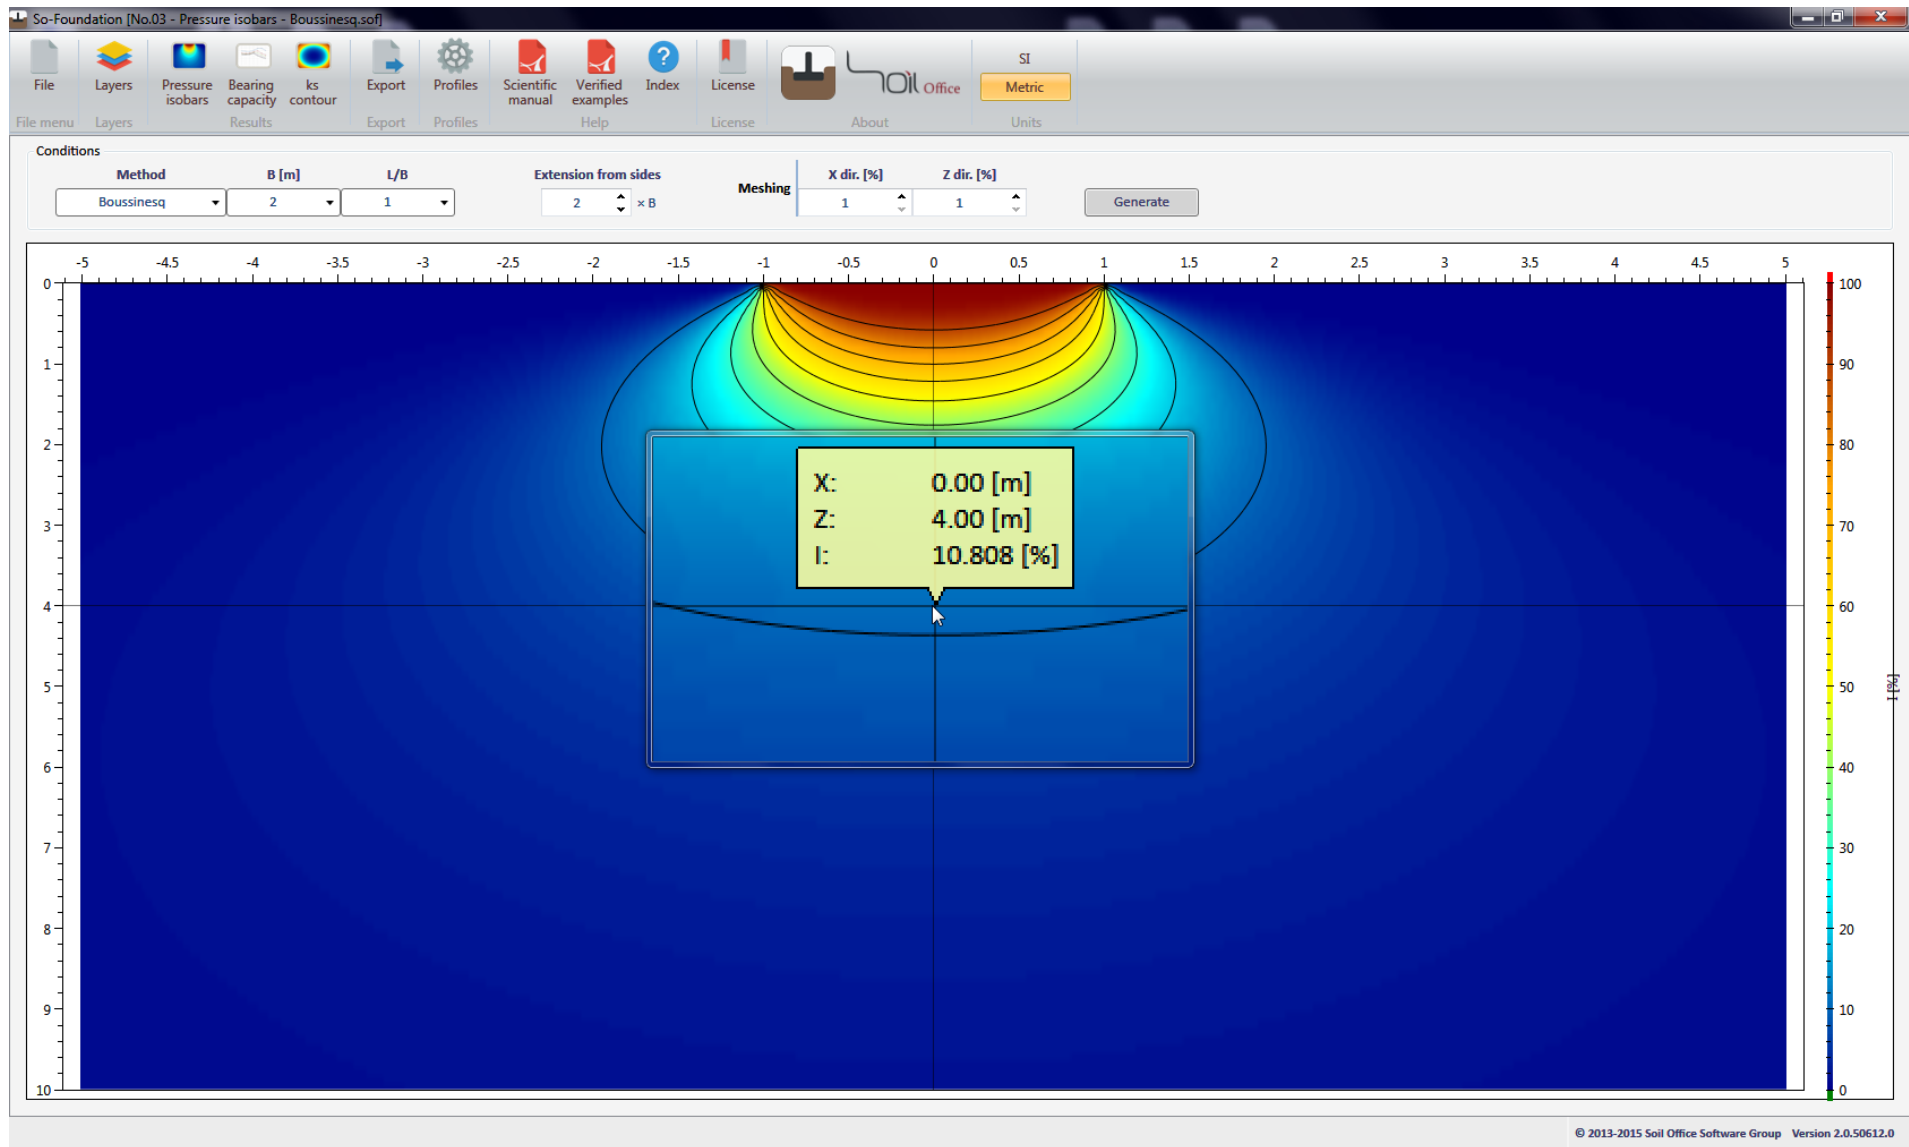 So-Foundation [No.03 - Pressure isobars - Boussinesq.sof]
File Layers Pressure isobars Bearing capacity ks contour Export Profiles Scientific manual Verified examples Index License Soil Office SI
Metric
File menu Layers Results Export Profiles Help License About Units
Conditions
Method B [m] L/B Extension from sides Meshing X dir. [%] Z dir. [%]
Boussinesq 2 1 2 × B 1 1 Generate
-5 -4.5 -4 -3.5 -3 -2.5 -2 -1.5 -1 -0.5 0 0.5 1 1.5 2 2.5 3 3.5 4 4.5 5
0 100
1 90
2 80
X: 0.00 [m]
Z: 4.00 [m]
I: 10.808 [%]
3 70
4 60
5 50
I [%]
6 40
7 30
8 20
9 10
10 0
© 2013-2015 Soil Office Software Group Version 2.0.50612.0